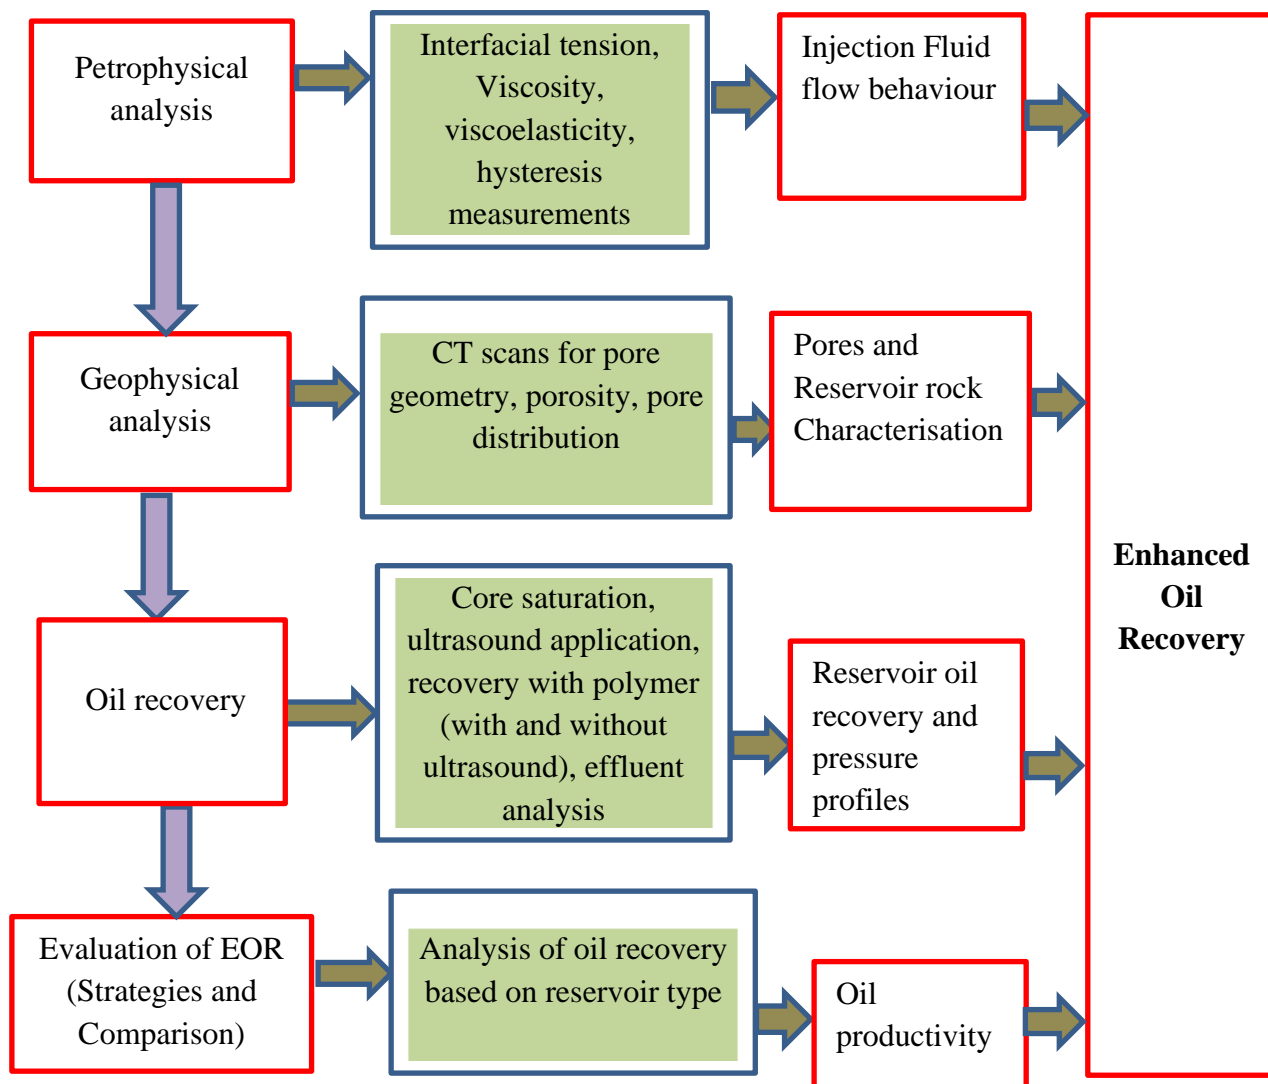 Petrophysical
analysis
Interfacial tension,
Viscosity,
viscoelasticity,
hysteresis
measurements
Injection Fluid
flow behaviour
Geophysical
analysis
CT scans for pore
geometry, porosity, pore
distribution
Pores and
Reservoir rock
Characterisation
Oil recovery
Core saturation,
ultrasound application,
recovery with polymer
(with and without
ultrasound), effluent
analysis
Reservoir oil
recovery and
pressure
profiles
Evaluation of EOR
(Strategies and
Comparison)
Analysis of oil recovery
based on reservoir type
Oil
productivity
Enhanced
Oil
Recovery